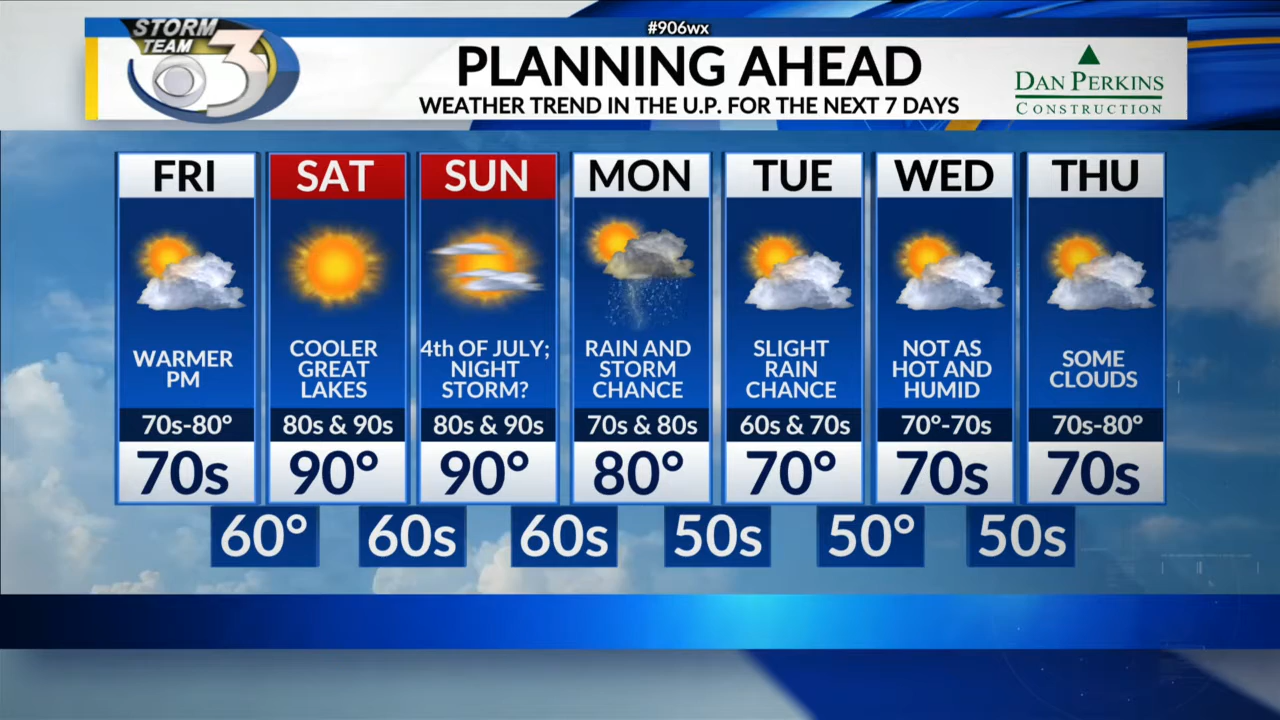 #906wx
STORM
TEAM
3
PLANNING AHEAD
WEATHER TREND IN THE U.P. FOR THE NEXT 7 DAYS
DAN PERKINS
CONSTRUCTION
FRI
WARMER
PM
70s-80°
70s
SAT
COOLER
GREAT
LAKES
80s & 90s
90°
SUN
4th OF JULY;
NIGHT
STORM?
80s & 90s
90°
MON
RAIN AND
STORM
CHANCE
70s & 80s
80°
TUE
SLIGHT
RAIN
CHANCE
60s & 70s
70°
WED
NOT AS
HOT AND
HUMID
70°-70s
70s
THU
SOME
CLOUDS
70s-80°
70s
60°
60s
60s
50s
50°
50s